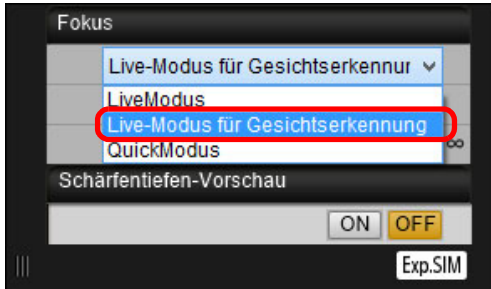 Fokus
Live-Modus für Gesichtserkennur
LiveModus
Live-Modus für Gesichtserkennung
QuickModus
∞
Schärfentiefen-Vorschau
ON OFF
Exp.SIM